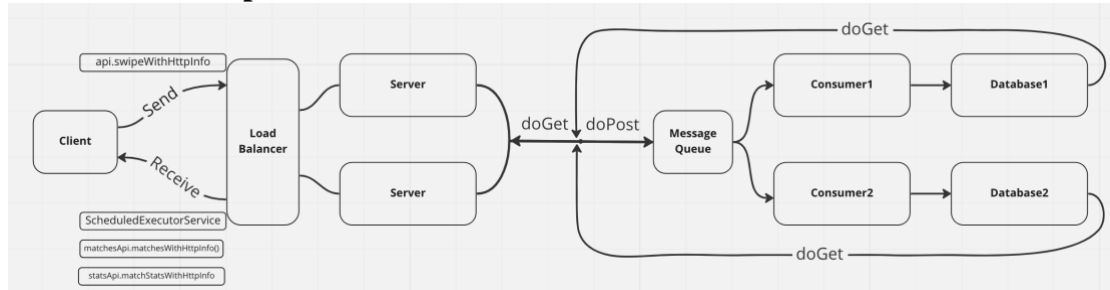 doGet
api.swipeWithHttpInfo
Send
Client
Receive
Load
Balancer
Server
Server
doGet doPost
Message
Queue
Consumer1
Database1
Consumer2
Database2
doGet
ScheduledExecutorService
matchesApi.matchesWithHttpInfo()
statsApi.matchStatsWithHttpInfo